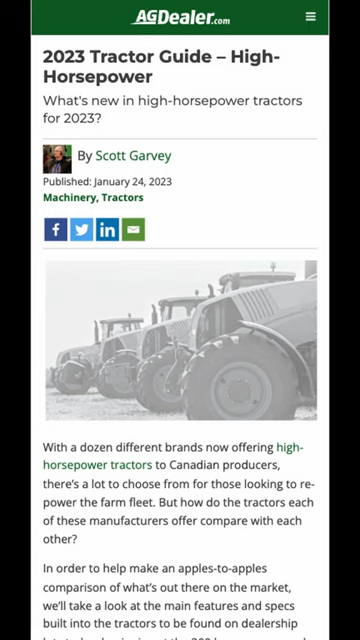 AGDealer.com
2023 Tractor Guide – High-
Horsepower
What's new in high-horsepower tractors
for 2023?
By Scott Garvey
Published: January 24, 2023
Machinery, Tractors
With a dozen different brands now offering high-
horsepower tractors to Canadian producers,
there's a lot to choose from for those looking to re-
power the farm fleet. But how do the tractors each
of these manufacturers offer compare with each
other?
In order to help make an apples-to-apples
comparison of what's out there on the market,
we'll take a look at the main features and specs
built into the tractors to be found on dealership